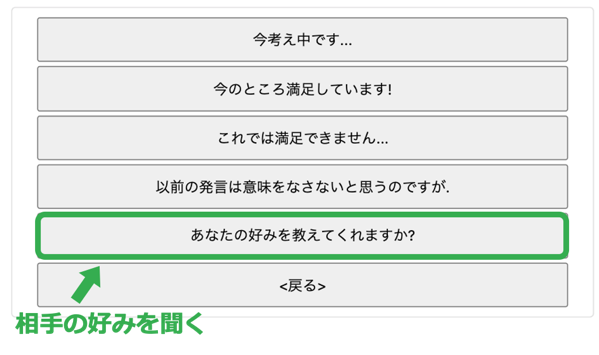 今考え中です...
今のところ満足しています!
これでは満足できません...
以前の発言は意味をなさないと思うのですが.
あなたの好みを教えてくれますか?
<戻る>
相手の好みを聞く